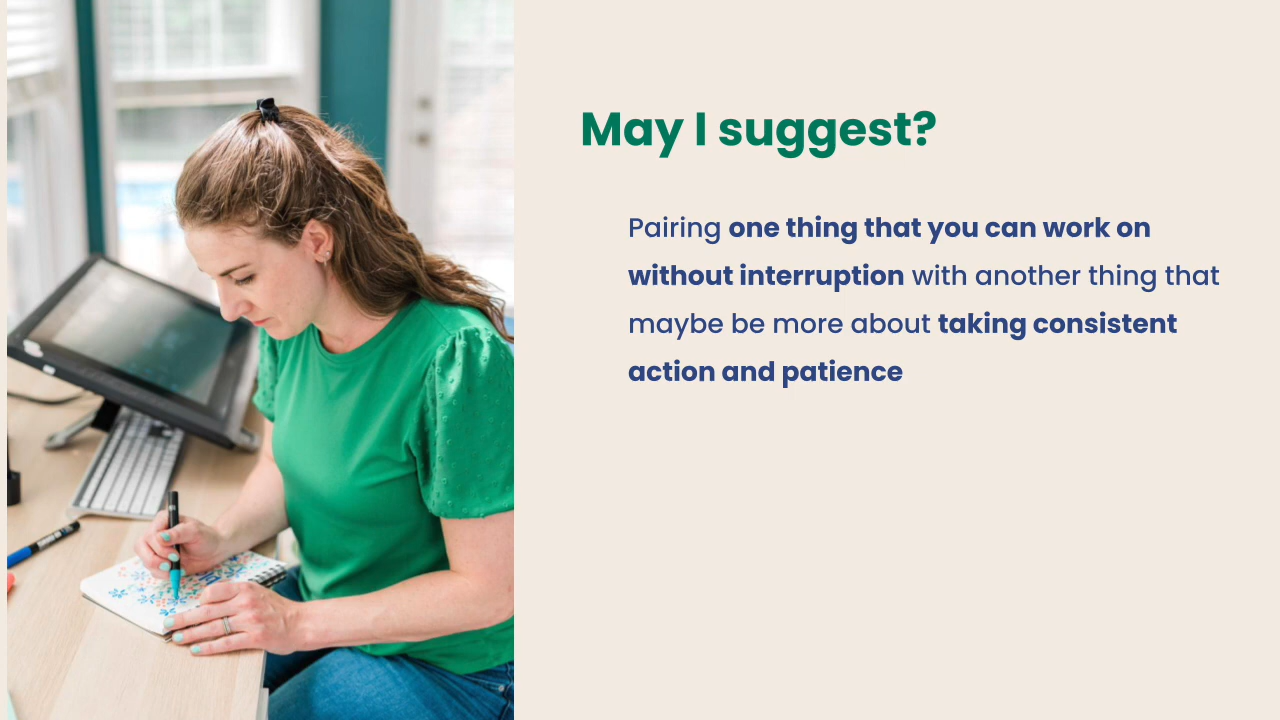 May I suggest?
Pairing one thing that you can work on
without interruption with another thing that
maybe be more about taking consistent
action and patience